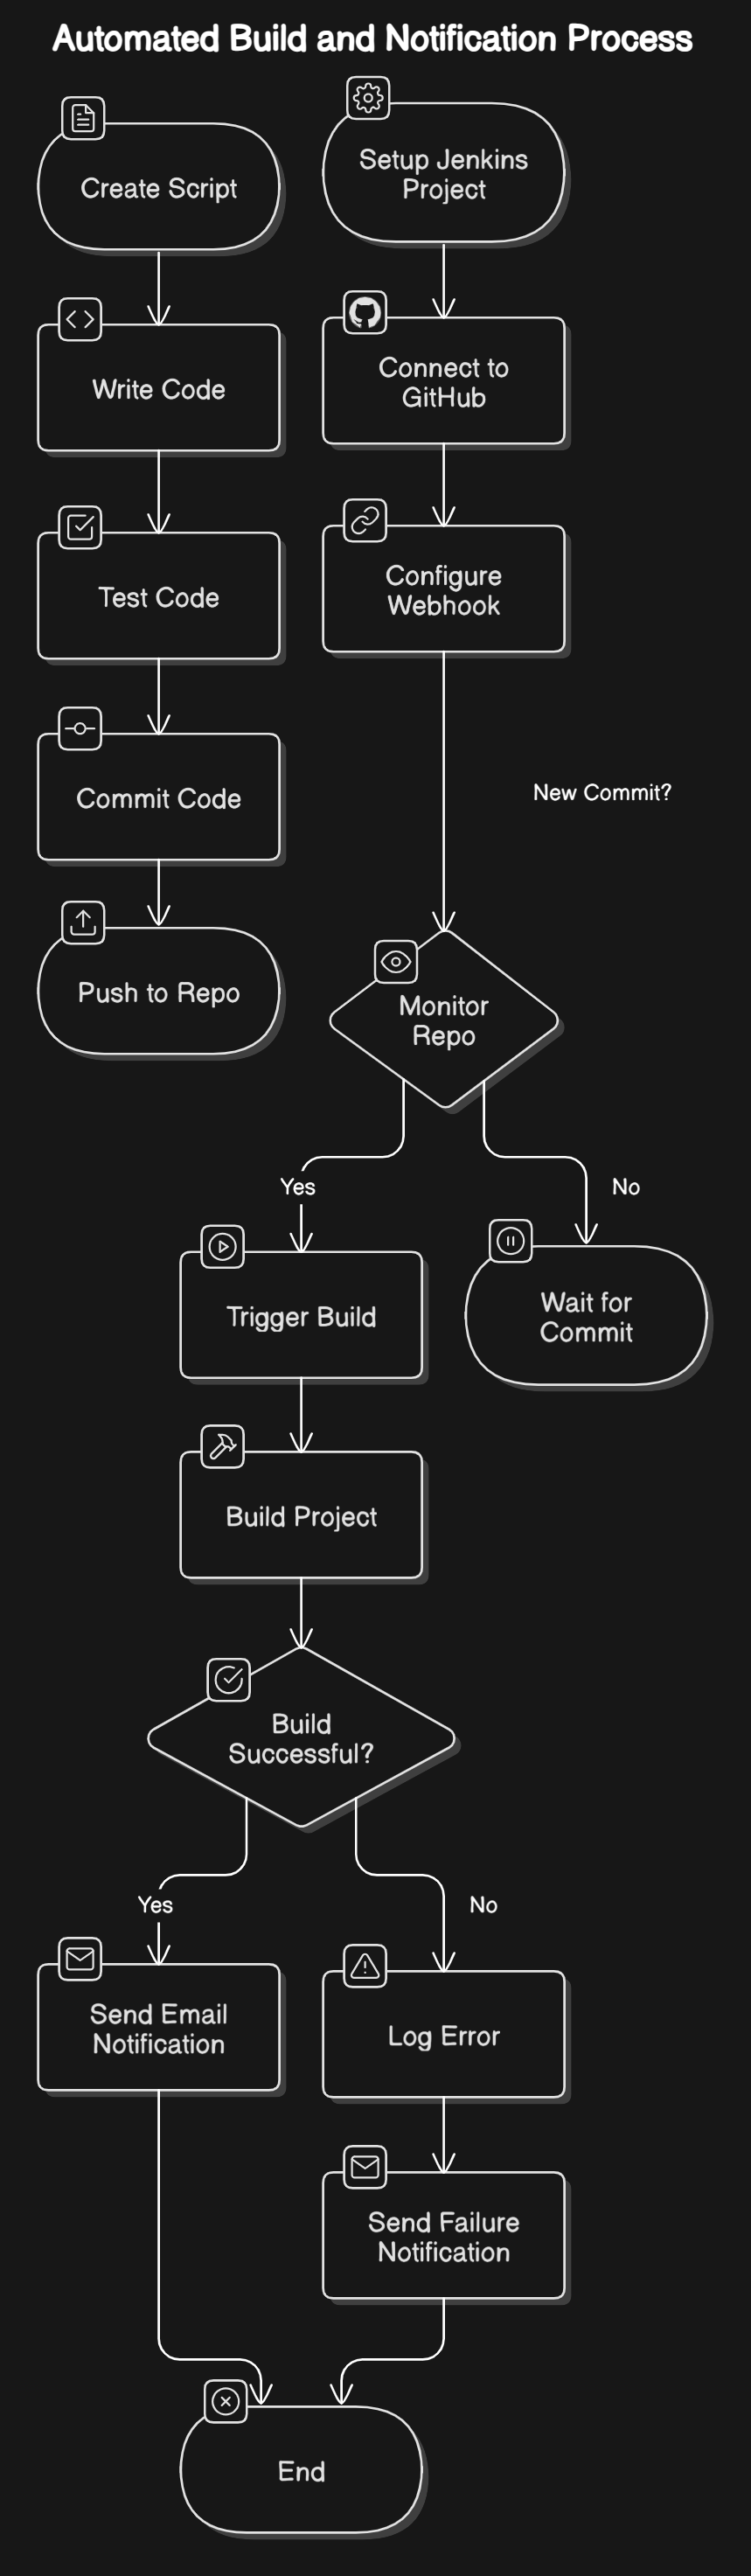 Automated Build and Notification Process
Create Script
Setup Jenkins
Project
Write Code
Connect to
GitHub
Test Code
Configure
Webhook
Commit Code
New Commit?
Push to Repo
Monitor
Repo
Yes
No
Trigger Build
Wait for
Commit
Build Project
Build
Successful?
Yes
No
Send Email
Notification
Log Error
Send Failure
Notification
End